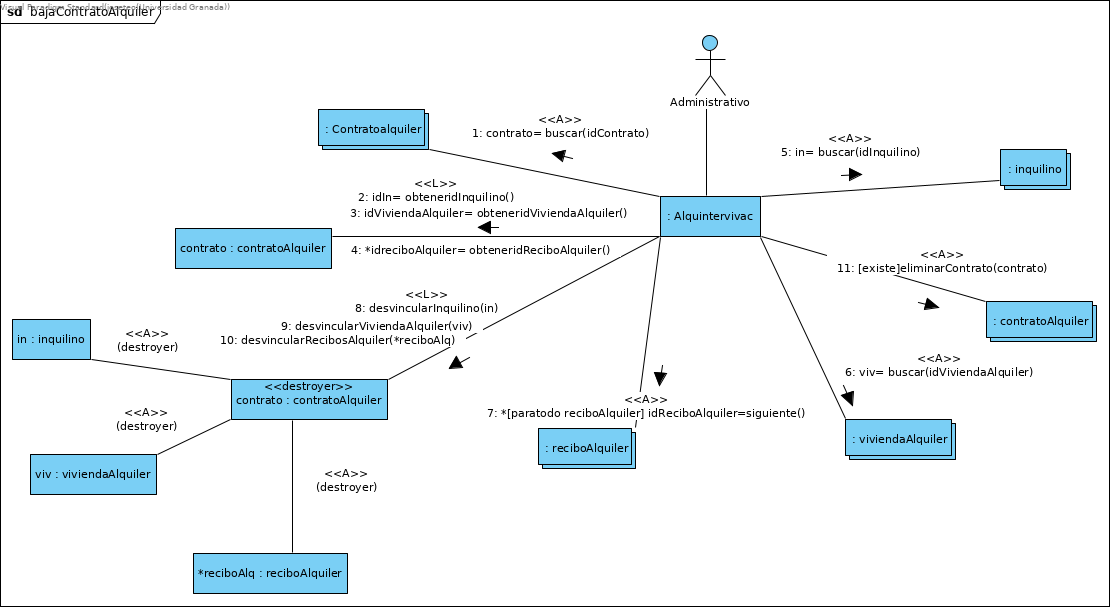 Visual Paradigm Standard(ingeteof(Universidad Granada))
sd bajaContratoAlquiler
Administrativo
<<A>>
1: contrato= buscar(idContrato)
: Contratoalquiler
<<A>>
5: in= buscar(idInquilino)
: inquilino
<<L>>
2: idIn= obteneridInquilino()
3: idViviendaAlquiler= obteneridViviendaAlquiler()
: Alquintervivac
contrato : contratoAlquiler
4: *idreciboAlquiler= obteneridReciboAlquiler()
<<A>>
11: [existe]eliminarContrato(contrato)
: contratoAlquiler
<<L>>
8: desvincularInquilino(in)
9: desvincularViviendaAlquiler(viv)
10: desvincularRecibosAlquiler(*reciboAlq)
in : inquilino
<<A>>
(destroyer)
<<destroyer>>
contrato : contratoAlquiler
<<A>>
6: viv= buscar(idViviendaAlquiler)
<<A>>
7: *[paratodo reciboAlquiler] idReciboAlquiler=siguiente()
: reciboAlquiler
: viviendaAlquiler
<<A>>
(destroyer)
viv : viviendaAlquiler
<<A>>
(destroyer)
*reciboAlq : reciboAlquiler